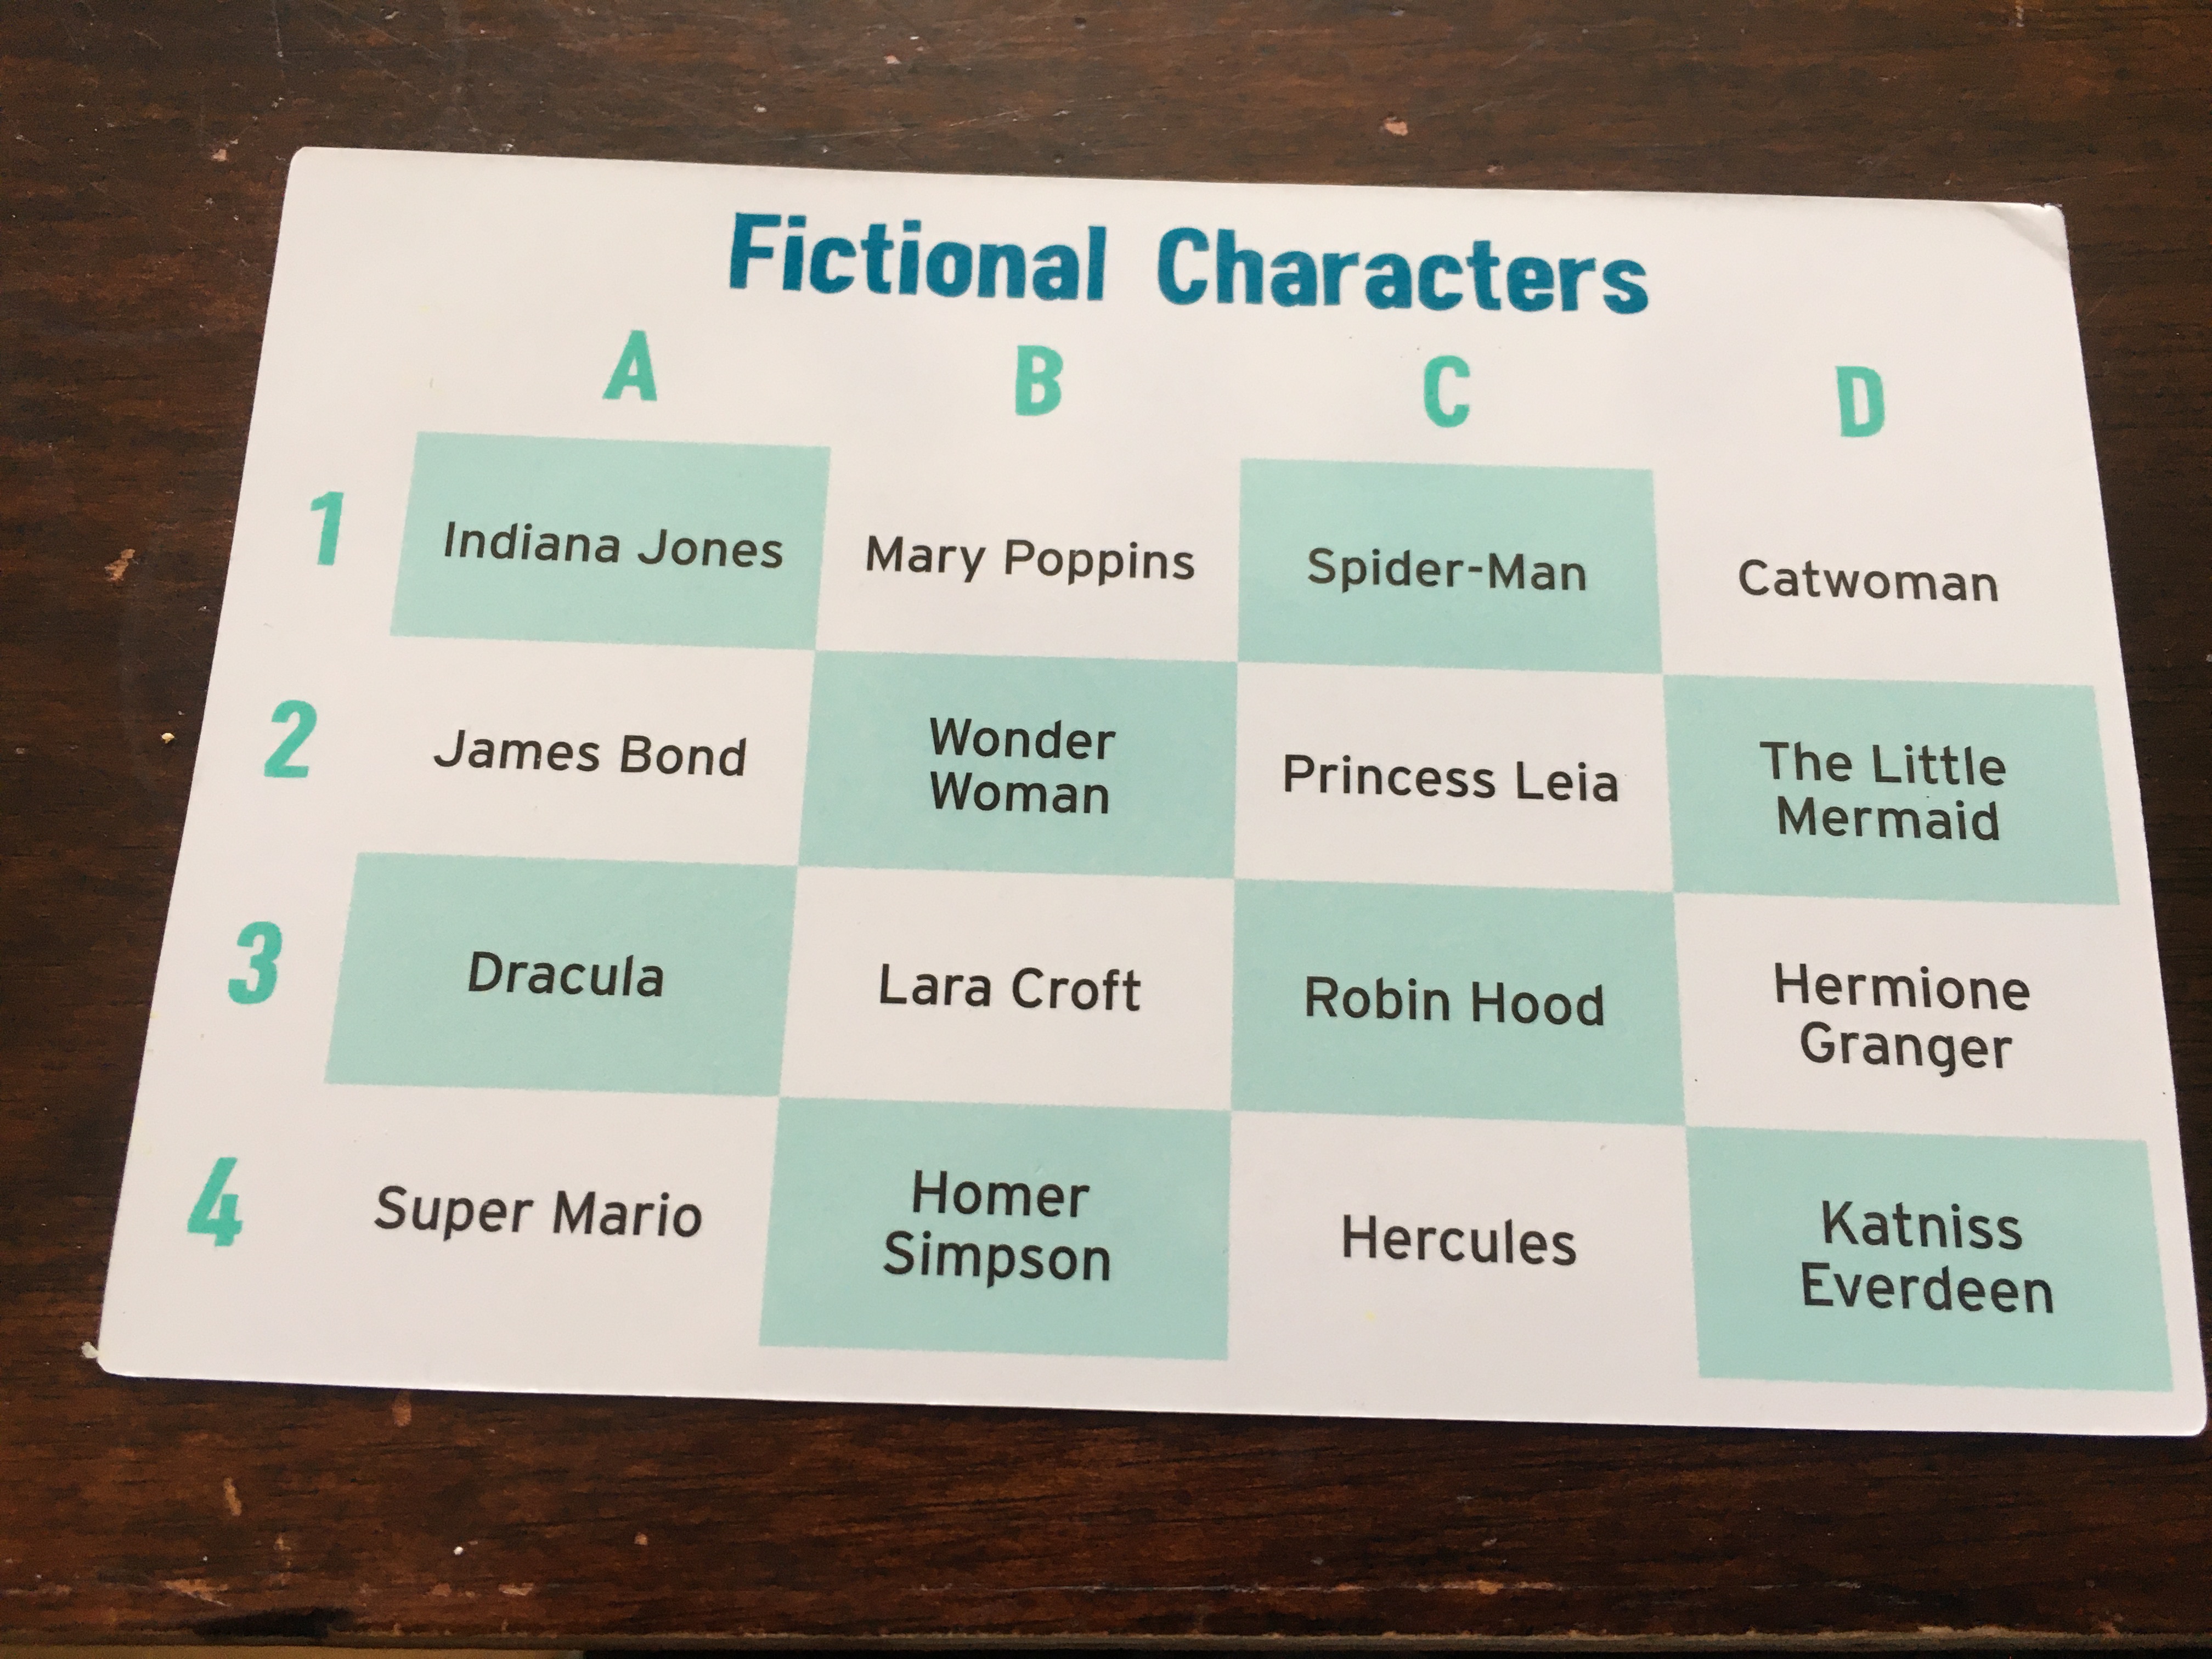 Fictional Characters
A B C D
1 Indiana Jones Mary Poppins Spider-Man Catwoman
2 James Bond Wonder Woman Princess Leia The Little Mermaid
3 Dracula Lara Croft Robin Hood Hermione Granger
4 Super Mario Homer Simpson Hercules Katniss Everdeen